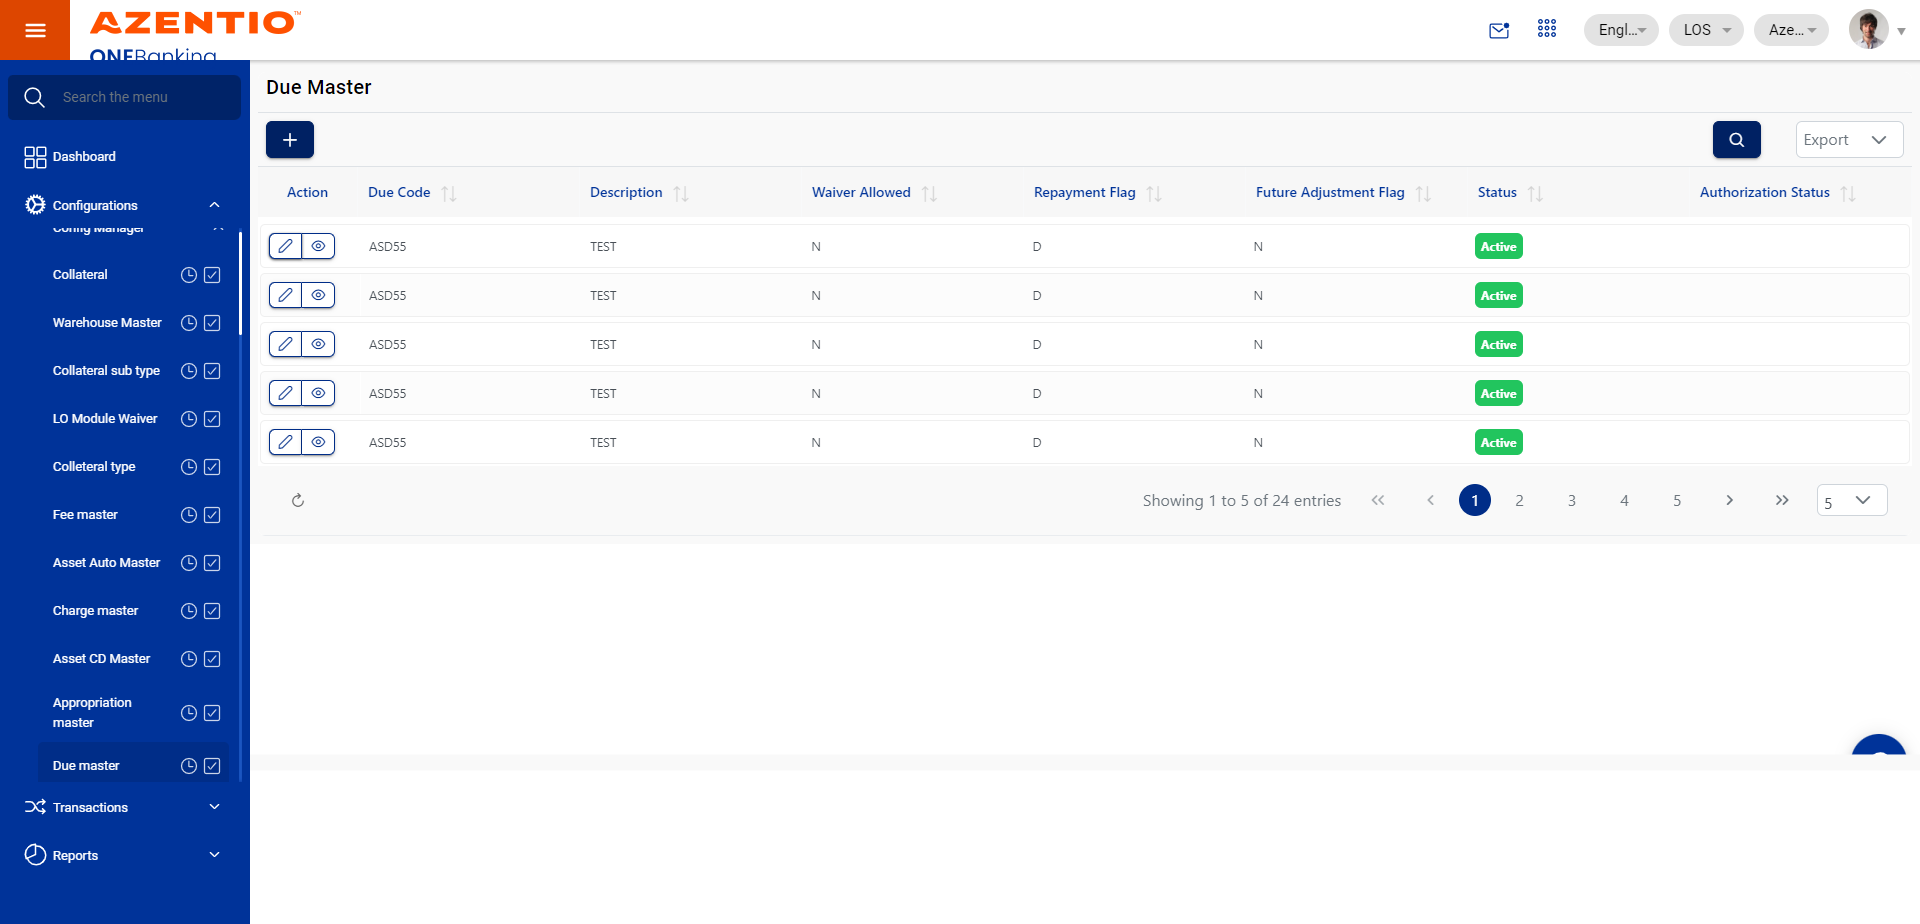 AZENTIO™
ONEBanking
Engl...
LOS
Aze...
Search the menu
Dashboard
Configurations
Config Manager
Collateral
Warehouse Master
Collateral sub type
LO Module Waiver
Colleteral type
Fee master
Asset Auto Master
Charge master
Asset CD Master
Appropriation
master
Due master
Transactions
Reports
Due Master
Export
Action Due Code Description Waiver Allowed Repayment Flag Future Adjustment Flag Status Authorization Status
ASD55 TEST N D N Active
ASD55 TEST N D N Active
ASD55 TEST N D N Active
ASD55 TEST N D N Active
ASD55 TEST N D N Active
Showing 1 to 5 of 24 entries 1 2 3 4 5 5